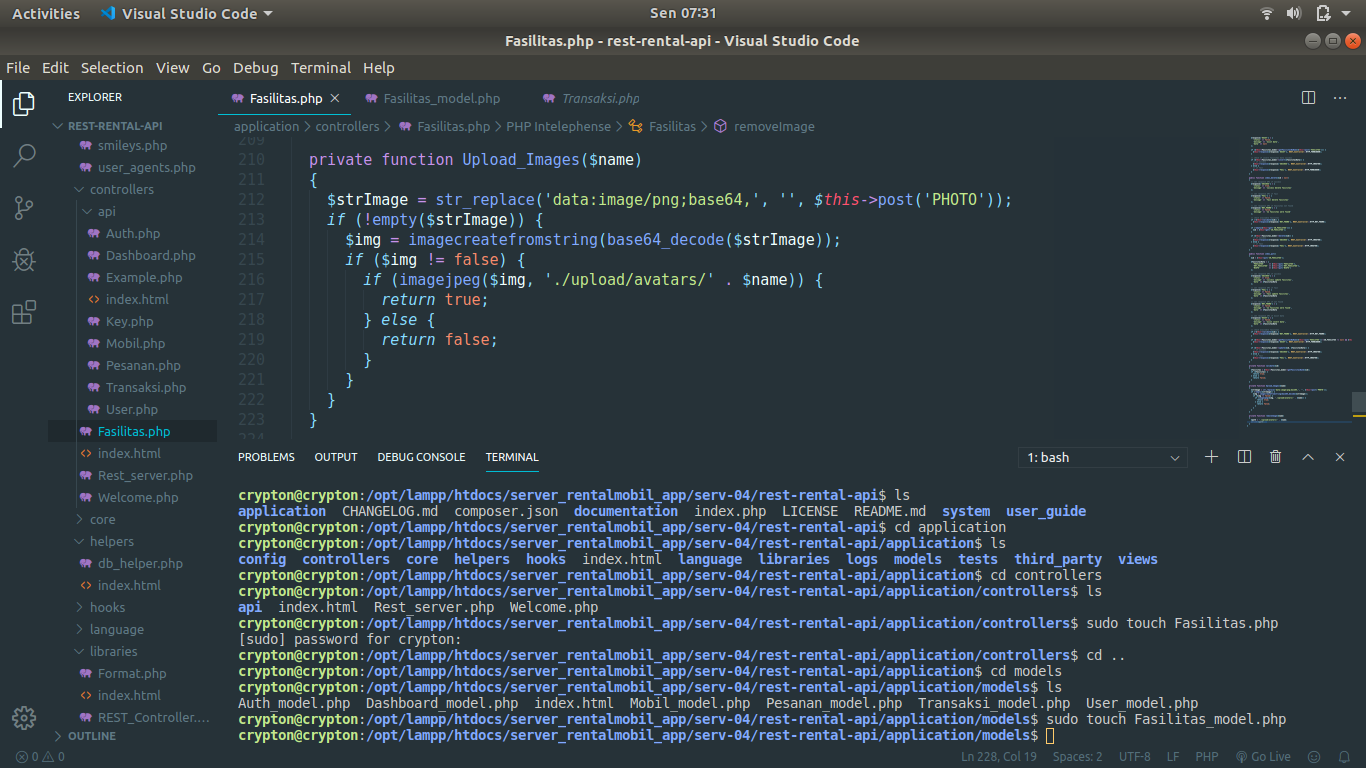 Activities Visual Studio Code Sen 07:31
Fasilitas.php - rest-rental-api - Visual Studio Code
File Edit Selection View Go Debug Terminal Help
EXPLORER
REST-RENTAL-API
smileys.php
user_agents.php
controllers
api
Auth.php
Dashboard.php
Example.php
index.html
Key.php
Mobil.php
Pesanan.php
Transaksi.php
User.php
Fasilitas.php
index.html
Rest_server.php
Welcome.php
core
helpers
db_helper.php
index.html
hooks
language
libraries
Format.php
index.html
REST_Controller....
OUTLINE
Fasilitas.php Fasilitas_model.php Transaksi.php
application > controllers > Fasilitas.php > PHP Intelephense > Fasilitas > removeImage
209
210 private function Upload_Images($name)
211 {
212 $strImage = str_replace('data:image/png;base64,', '', $this->post('PHOTO'));
213 if (!empty($strImage)) {
214 $img = imagecreatefromstring(base64_decode($strImage));
215 if ($img != false) {
216 if (imagejpeg($img, './upload/avatars/' . $name)) {
217 return true;
218 } else {
219 return false;
220 }
221 }
222 }
223 }
224
PROBLEMS OUTPUT DEBUG CONSOLE TERMINAL 1: bash
crypton@crypton:/opt/lampp/htdocs/server_rentalmobil_app/serv-04/rest-rental-api$ ls
application CHANGELOG.md composer.json documentation index.php LICENSE README.md system user_guide
crypton@crypton:/opt/lampp/htdocs/server_rentalmobil_app/serv-04/rest-rental-api$ cd application
crypton@crypton:/opt/lampp/htdocs/server_rentalmobil_app/serv-04/rest-rental-api/application$ ls
config controllers core helpers hooks index.html language libraries logs models tests third_party views
crypton@crypton:/opt/lampp/htdocs/server_rentalmobil_app/serv-04/rest-rental-api/application$ cd controllers
crypton@crypton:/opt/lampp/htdocs/server_rentalmobil_app/serv-04/rest-rental-api/application/controllers$ ls
api index.html Rest_server.php Welcome.php
crypton@crypton:/opt/lampp/htdocs/server_rentalmobil_app/serv-04/rest-rental-api/application/controllers$ sudo touch Fasilitas.php
[sudo] password for crypton:
crypton@crypton:/opt/lampp/htdocs/server_rentalmobil_app/serv-04/rest-rental-api/application/controllers$ cd ..
crypton@crypton:/opt/lampp/htdocs/server_rentalmobil_app/serv-04/rest-rental-api/application$ cd models
crypton@crypton:/opt/lampp/htdocs/server_rentalmobil_app/serv-04/rest-rental-api/application/models$ ls
Auth_model.php Dashboard_model.php index.html Mobil_model.php Pesanan_model.php Transaksi_model.php User_model.php
crypton@crypton:/opt/lampp/htdocs/server_rentalmobil_app/serv-04/rest-rental-api/application/models$ sudo touch Fasilitas_model.php
crypton@crypton:/opt/lampp/htdocs/server_rentalmobil_app/serv-04/rest-rental-api/application/models$
0 0 Ln 228, Col 19 Spaces: 2 UTF-8 LF PHP Go Live